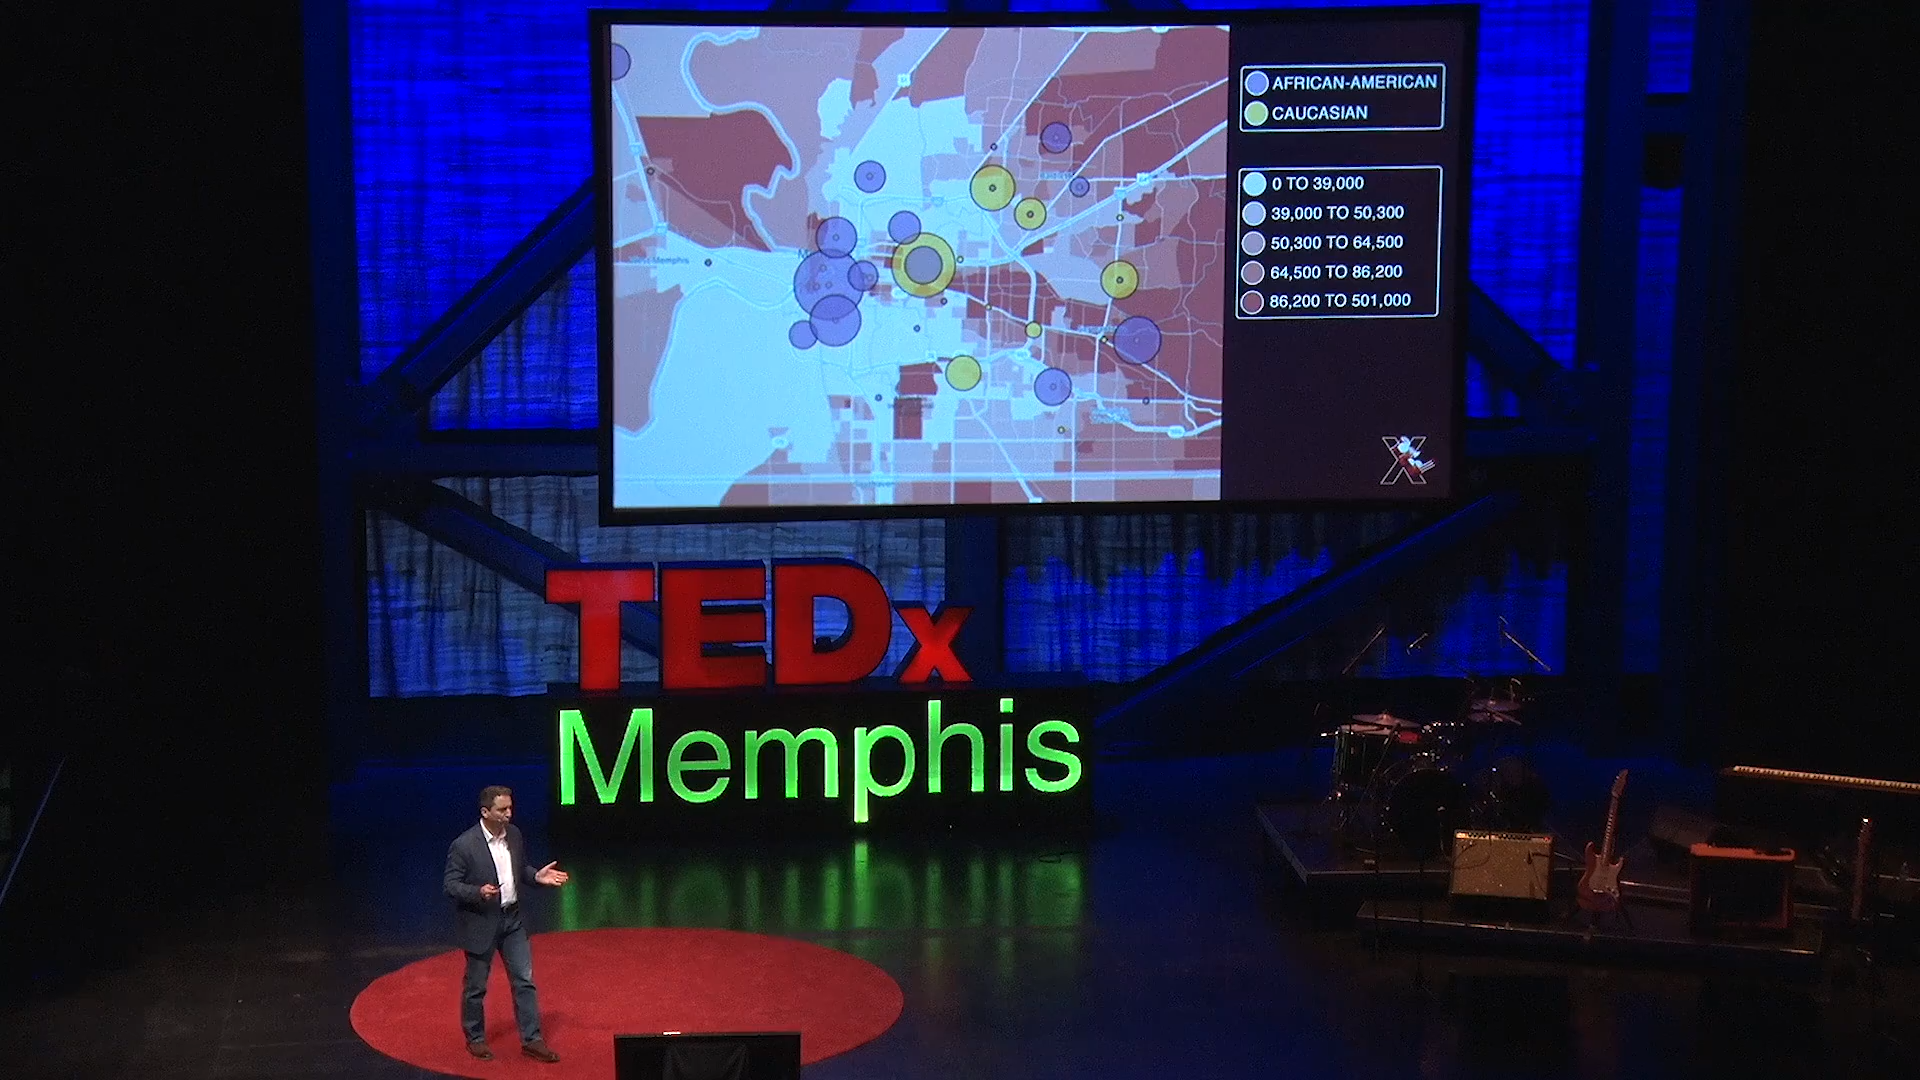 AFRICAN-AMERICAN
CAUCASIAN
0 TO 39,000
39,000 TO 50,300
50,300 TO 64,500
64,500 TO 86,200
86,200 TO 501,000
Memphis
X
TEDx
Memphis